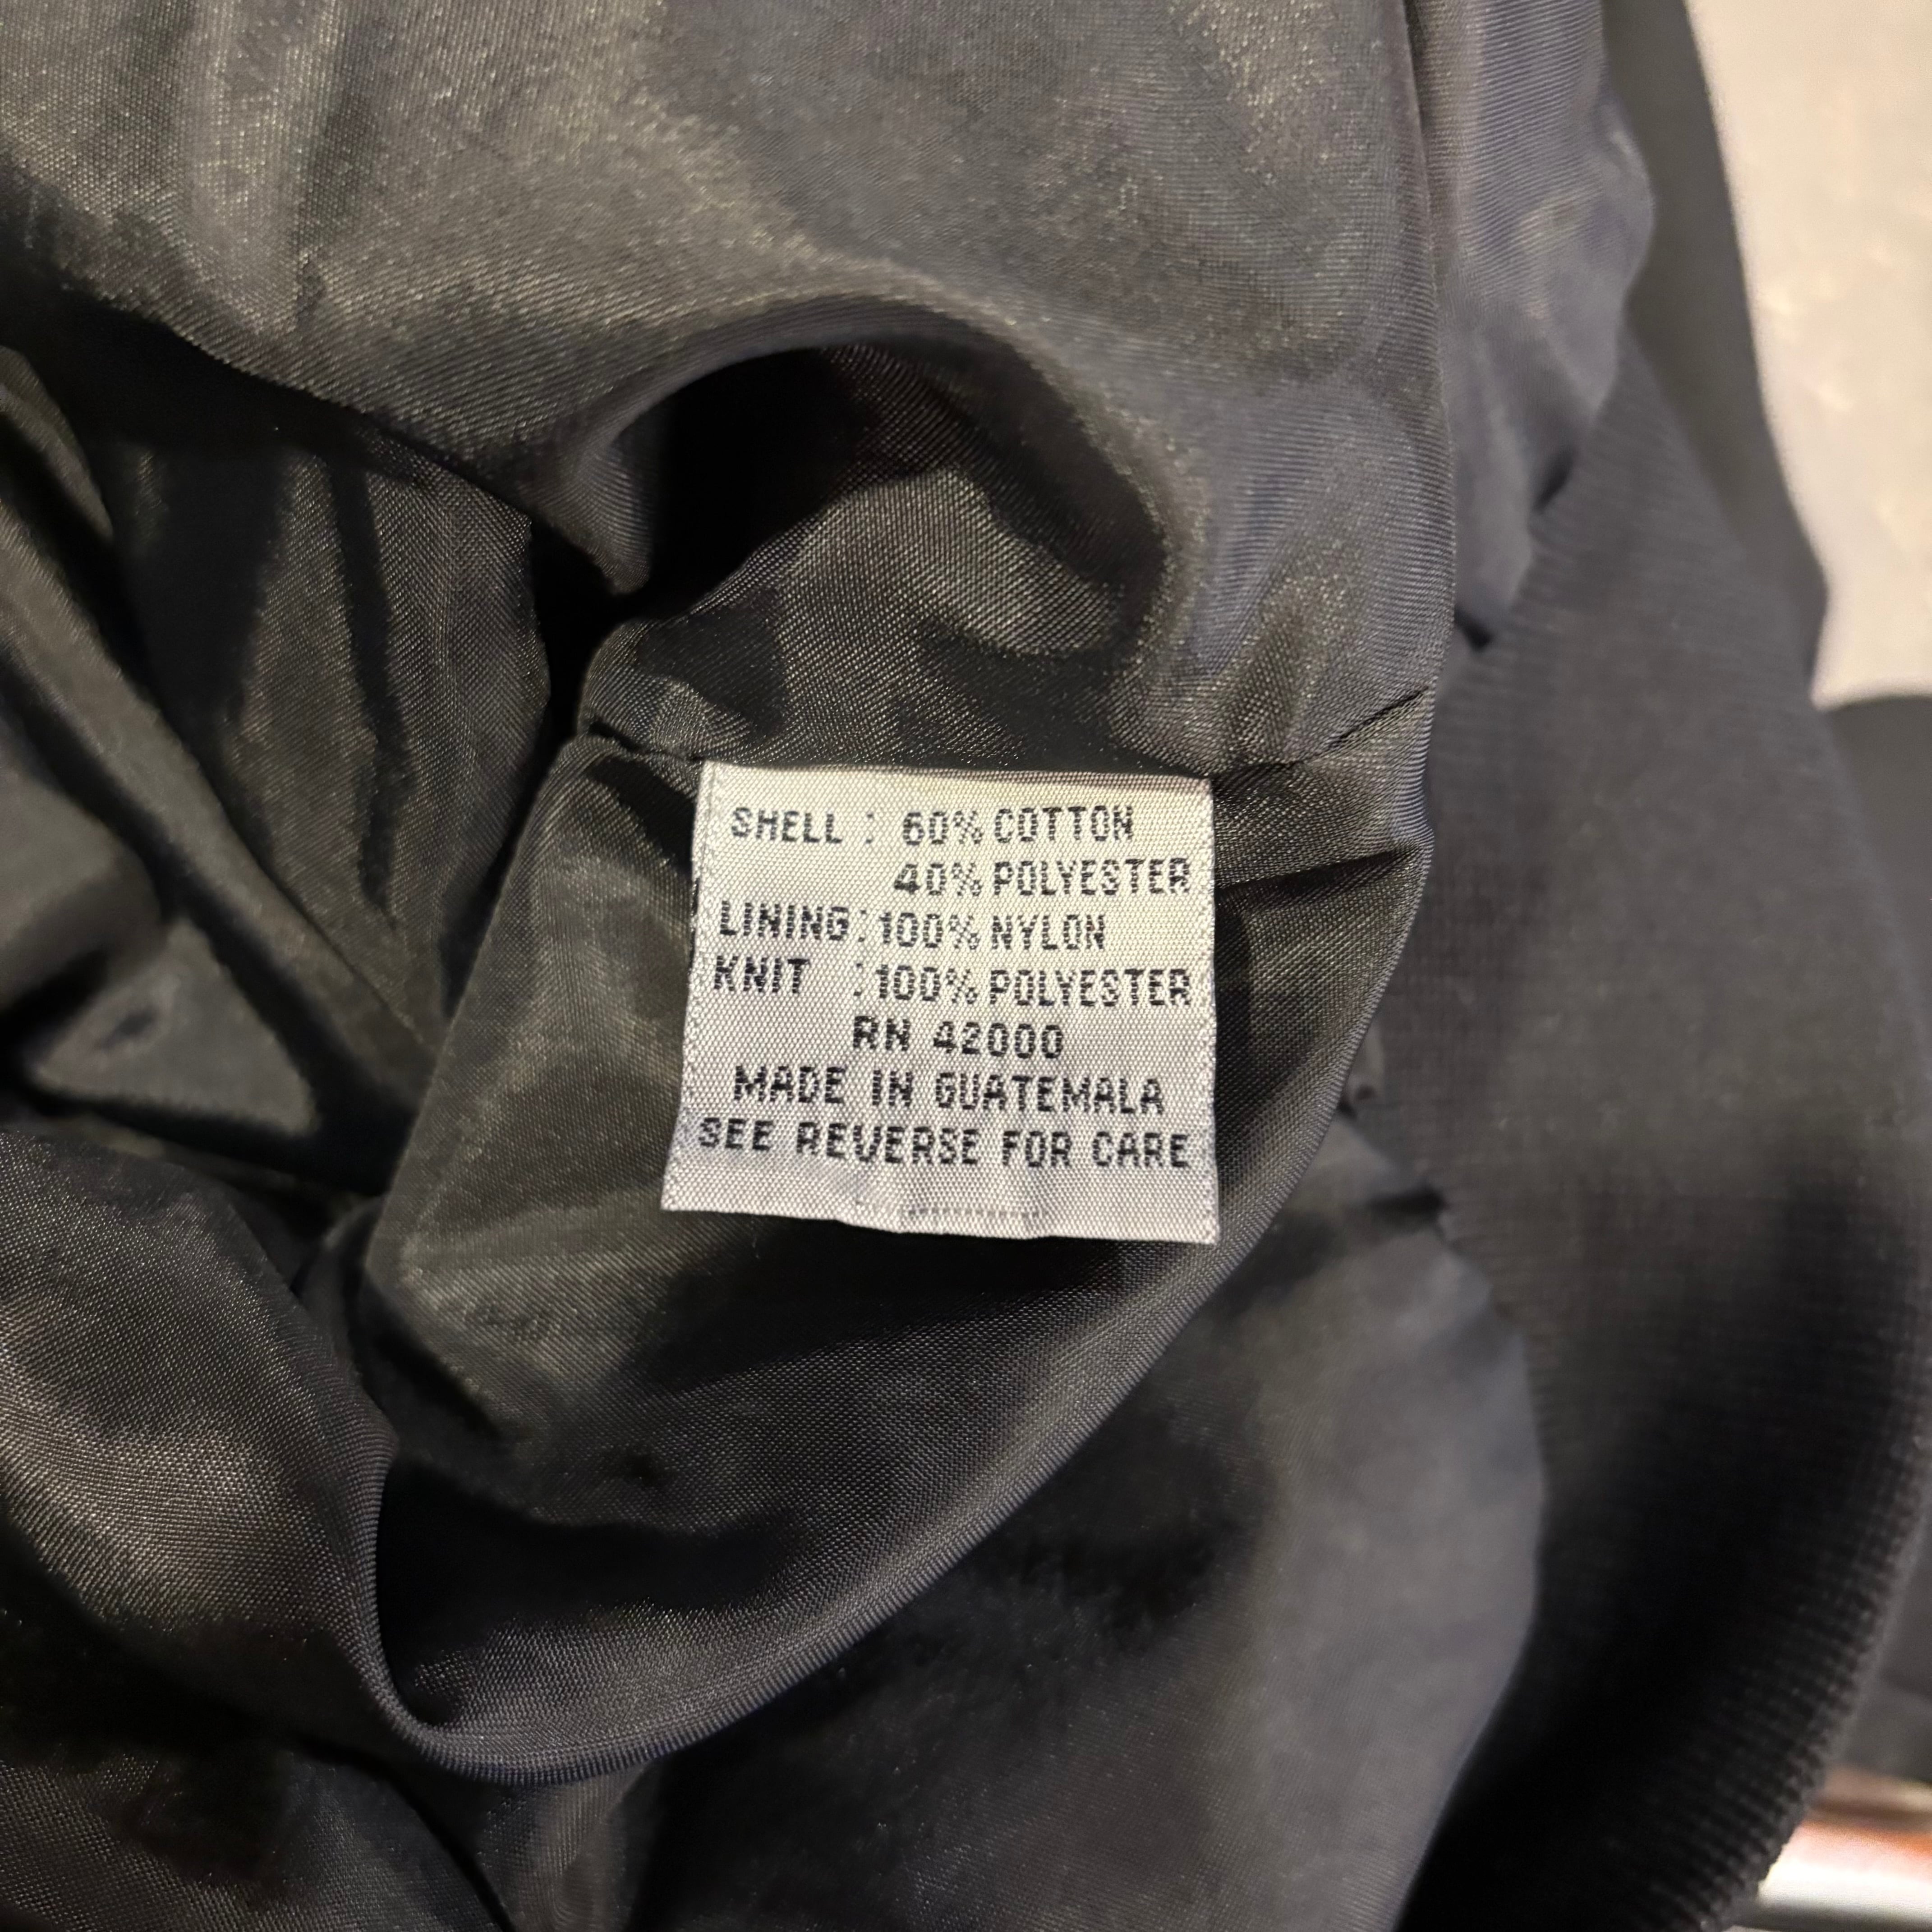 SHELL : 60% COTTON
40% POLYESTER
LINING : 100% NYLON
KNIT : 100% POLYESTER
RN 42000
MADE IN GUATEMALA
SEE REVERSE FOR CARE